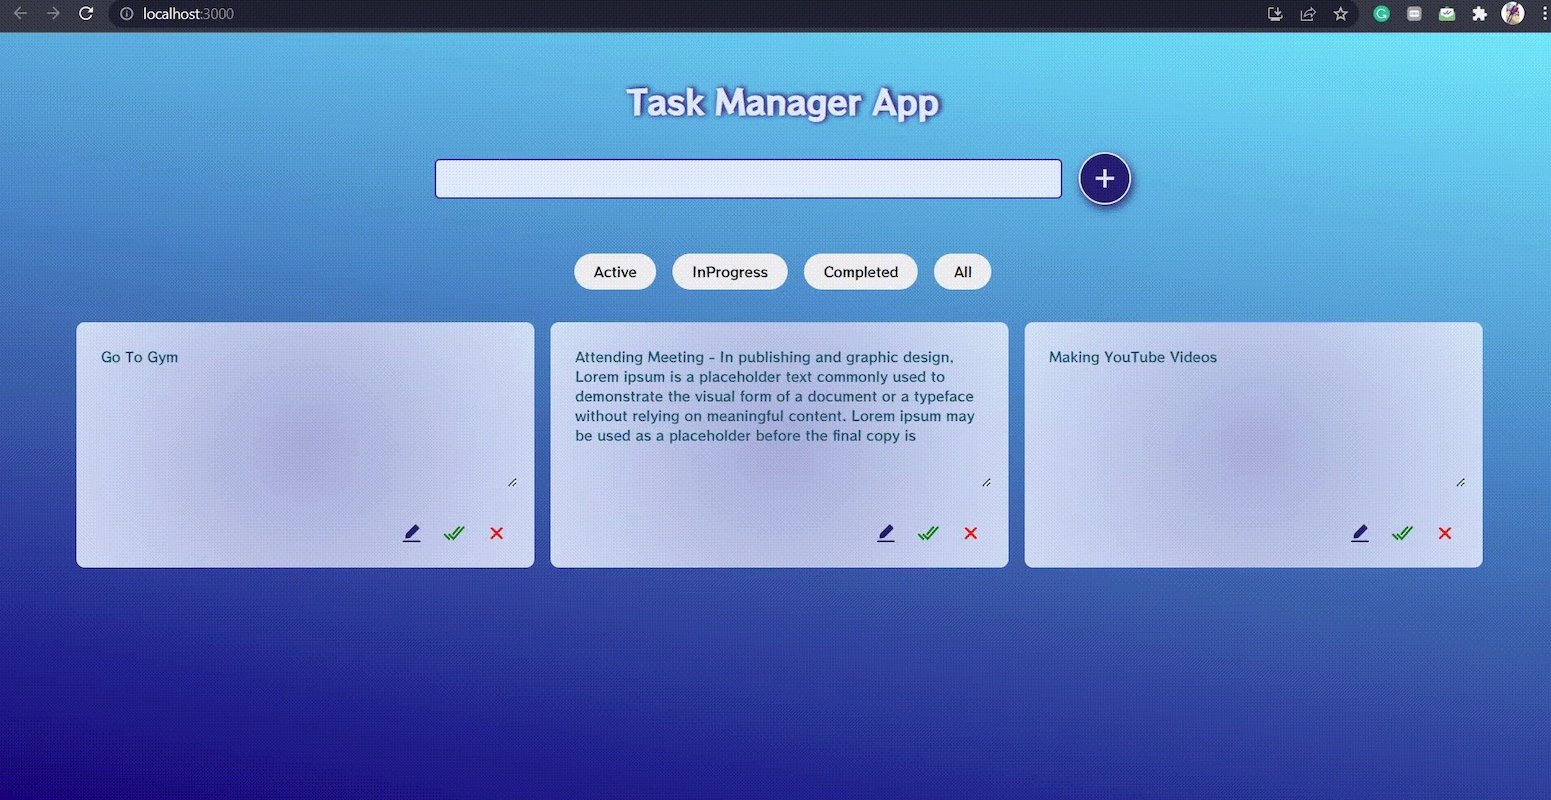 localhost:3000
Task Manager App
+
Active InProgress Completed All
Go To Gym
Attending Meeting - In publishing and graphic design,
Lorem ipsum is a placeholder text commonly used to
demonstrate the visual form of a document or a typeface
without relying on meaningful content. Lorem ipsum may
be used as a placeholder before the final copy is
Making YouTube Videos